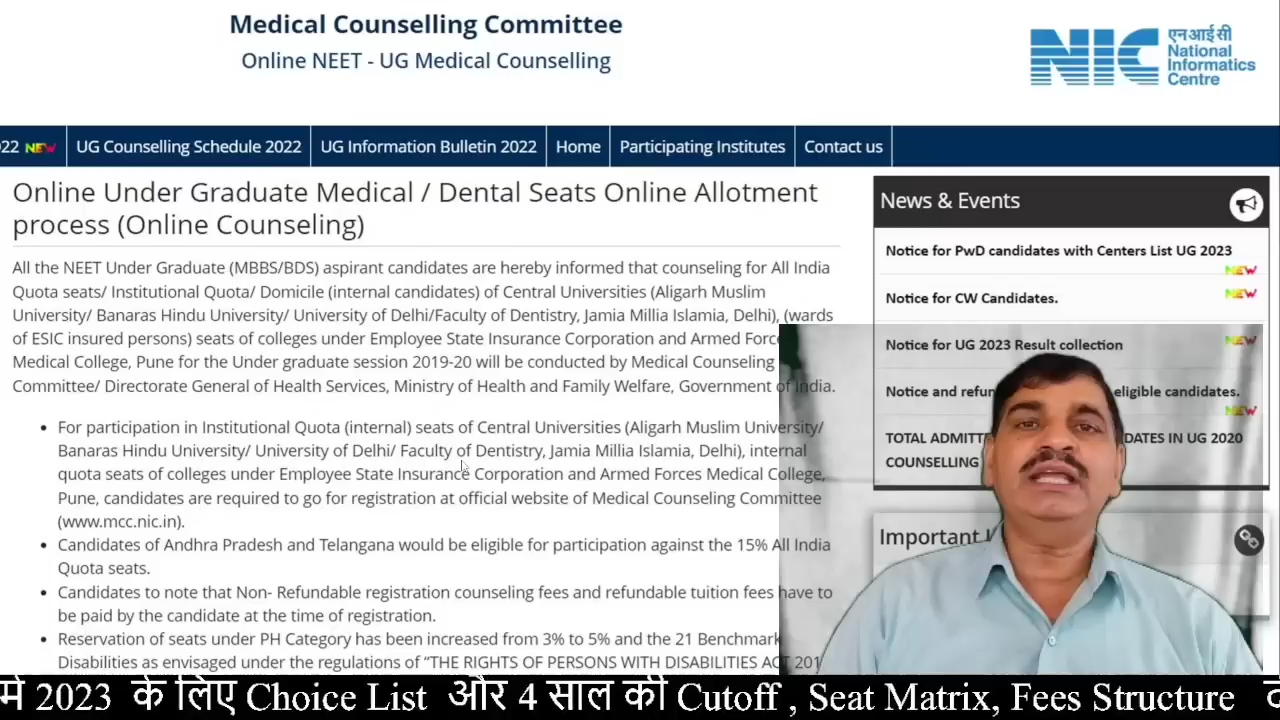 Medical Counselling Committee
Online NEET - UG Medical Counselling
एनआईसी
NIC National
Informatics
Centre
22 NEW UG Counselling Schedule 2022 UG Information Bulletin 2022 Home Participating Institutes Contact us
Online Under Graduate Medical / Dental Seats Online Allotment
process (Online Counseling)
All the NEET Under Graduate (MBBS/BDS) aspirant candidates are hereby informed that counseling for All India
Quota seats/ Institutional Quota/ Domicile (internal candidates) of Central Universities (Aligarh Muslim
University/ Banaras Hindu University/ University of Delhi/Faculty of Dentistry, Jamia Millia Islamia, Delhi), (wards
of ESIC insured persons) seats of colleges under Employee State Insurance Corporation and Armed Forc
Medical College, Pune for the Under graduate session 2019-20 will be conducted by Medical Counseling
Committee/ Directorate General of Health Services, Ministry of Health and Family Welfare, Government of India.
• For participation in Institutional Quota (internal) seats of Central Universities (Aligarh Muslim University/
Banaras Hindu University/ University of Delhi/ Faculty of Dentistry, Jamia Millia Islamia, Delhi), internal
quota seats of colleges under Employee State Insurance Corporation and Armed Forces Medical College,
Pune, candidates are required to go for registration at official website of Medical Counseling Committee
(www.mcc.nic.in).
• Candidates of Andhra Pradesh and Telangana would be eligible for participation against the 15% All India
Quota seats.
• Candidates to note that Non- Refundable registration counseling fees and refundable tuition fees have to
be paid by the candidate at the time of registration.
• Reservation of seats under PH Category has been increased from 3% to 5% and the 21 Benchmark
Disabilities as envisaged under the regulations of “THE RIGHTS OF PERSONS WITH DISABILITIES ACT 201
News & Events
Notice for PwD candidates with Centers List UG 2023
NEW
Notice for CW Candidates. NEW
Notice for UG 2023 Result collection NEW
Notice and refun eligible candidates.
NEW
TOTAL ADMITT DATES IN UG 2020
COUNSELLING
Important
में 2023 के लिए Choice List और 4 साल की Cutoff , Seat Matrix, Fees Structure